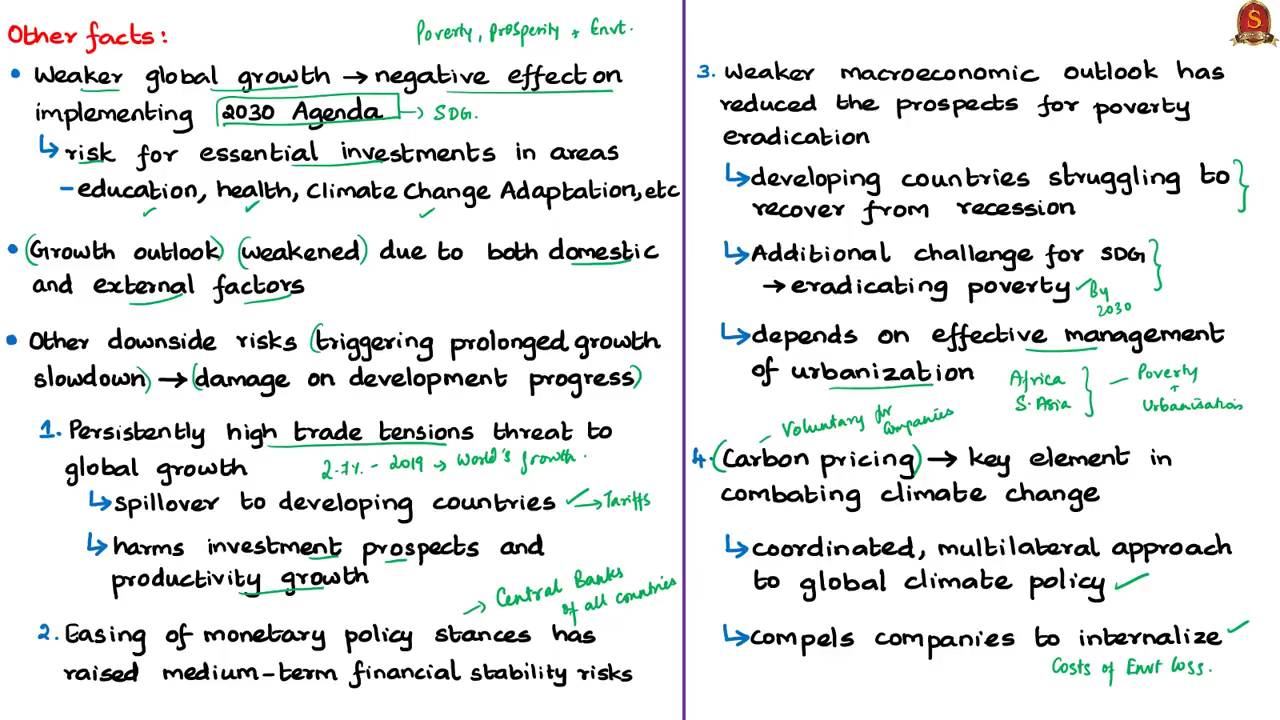 Other facts:
Poverty, Prosperity + Envt.
• Weaker global growth → negative effect on
implementing 2030 Agenda → SDG.
↳ risk for essential investments in areas
- education, health, Climate Change Adaptation, etc
• (Growth outlook) (weakened) due to both domestic
and external factors
• Other downside risks (triggering prolonged growth
slowdown) → (damage on development progress)
1. Persistently high trade tensions threat to
global growth
2.3%. - 2019 → World's growth.
↳ spillover to developing countries ✓→ Tariffs
↳ harms investment prospects and
productivity growth
→ Central Banks
of all countries
2. Easing of monetary policy stances has
raised medium-term financial stability risks
S
3. Weaker macroeconomic outlook has
reduced the prospects for poverty
eradication
↳ developing countries struggling to
recover from recession
↳ Additional challenge for SDG
→ eradicating poverty ✓ By
2030
↳ depends on effective management
of urbanization
Africa
S. Asia
- Poverty
+
Urbanisation
- Voluntary for
Companies
4. (Carbon pricing) → key element in
combating climate change
↳ coordinated, multilateral approach
to global climate policy ✓
↳ compels companies to internalize ✓
Costs of Envt loss.